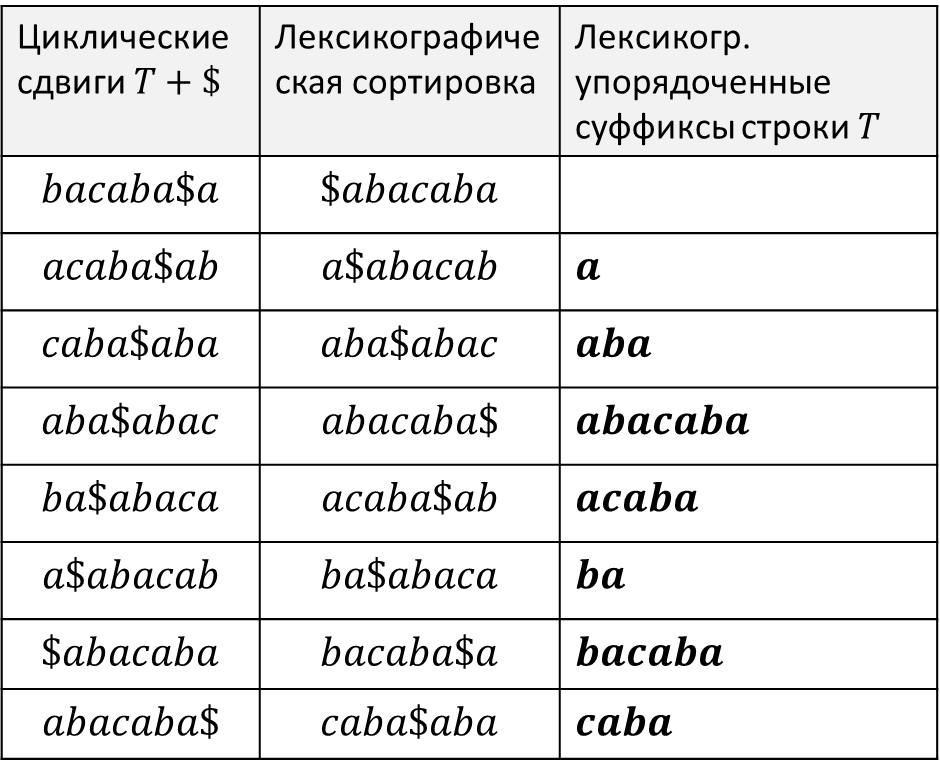 Циклические сдвиги T + $ | Лексикографиче ская сортировка | Лексикогр. упорядоченные суффиксы строки T
bacaba$a | $abacaba |
acaba$ab | a$abacab | a
caba$aba | aba$abac | aba
aba$abac | abacaba$ | abacaba
ba$abaca | acaba$ab | acaba
a$abacab | ba$abaca | ba
$abacaba | bacaba$a | bacaba
abacaba$ | caba$aba | caba